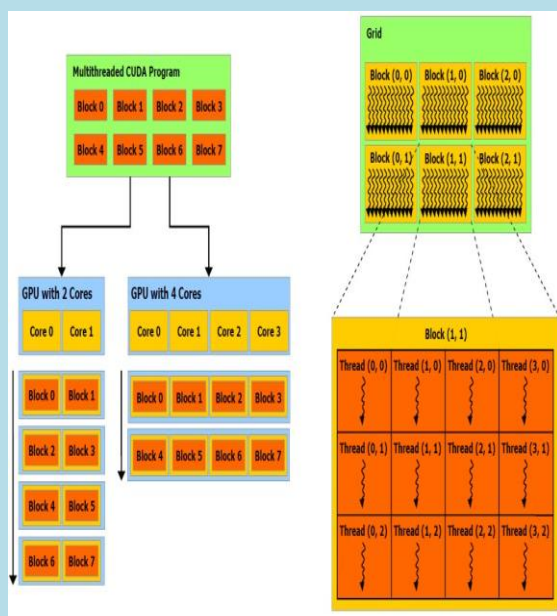 Multithreaded CUDA Program
Block 0 Block 1 Block 2 Block 3
Block 4 Block 5 Block 6 Block 7
GPU with 2 Cores
Core 0 Core 1
Block 0 Block 1
Block 2 Block 3
Block 4 Block 5
Block 6 Block 7
GPU with 4 Cores
Core 0 Core 1 Core 2 Core 3
Block 0 Block 1 Block 2 Block 3
Block 4 Block 5 Block 6 Block 7
Grid
Block (0, 0) Block (1, 0) Block (2, 0)
Block (0, 1) Block (1, 1) Block (2, 1)
Block (1, 1)
Thread (0, 0) Thread (1, 0) Thread (2, 0) Thread (3, 0)
Thread (0, 1) Thread (1, 1) Thread (2, 1) Thread (3, 1)
Thread (0, 2) Thread (1, 2) Thread (2, 2) Thread (3, 2)